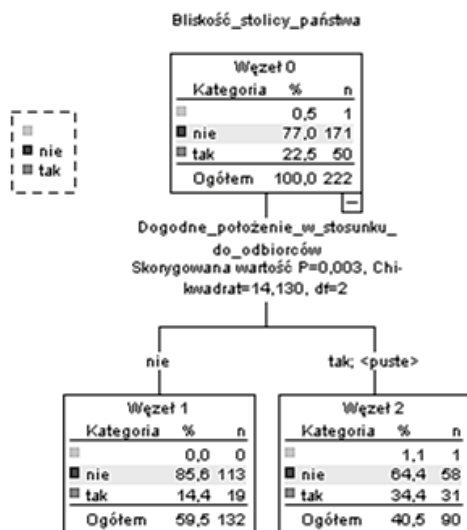 Bliskość_stolicy_państwa
Węzeł 0
Kategoria % n
0,5 1
nie 77,0 171
tak 22,5 50
Ogółem 100,0 222
nie
tak
Dogodne_położenie_w_stosunku_
do_odbiorców
Skorygowana wartość P=0,003, Chi-
kwadrat=14,130, df=2
nie
tak; <puste>
Węzeł 1
Kategoria % n
0,0 0
nie 85,6 113
tak 14,4 19
Ogółem 59,5 132
Węzeł 2
Kategoria % n
1,1 1
nie 64,4 58
tak 34,4 31
Ogółem 40,5 90